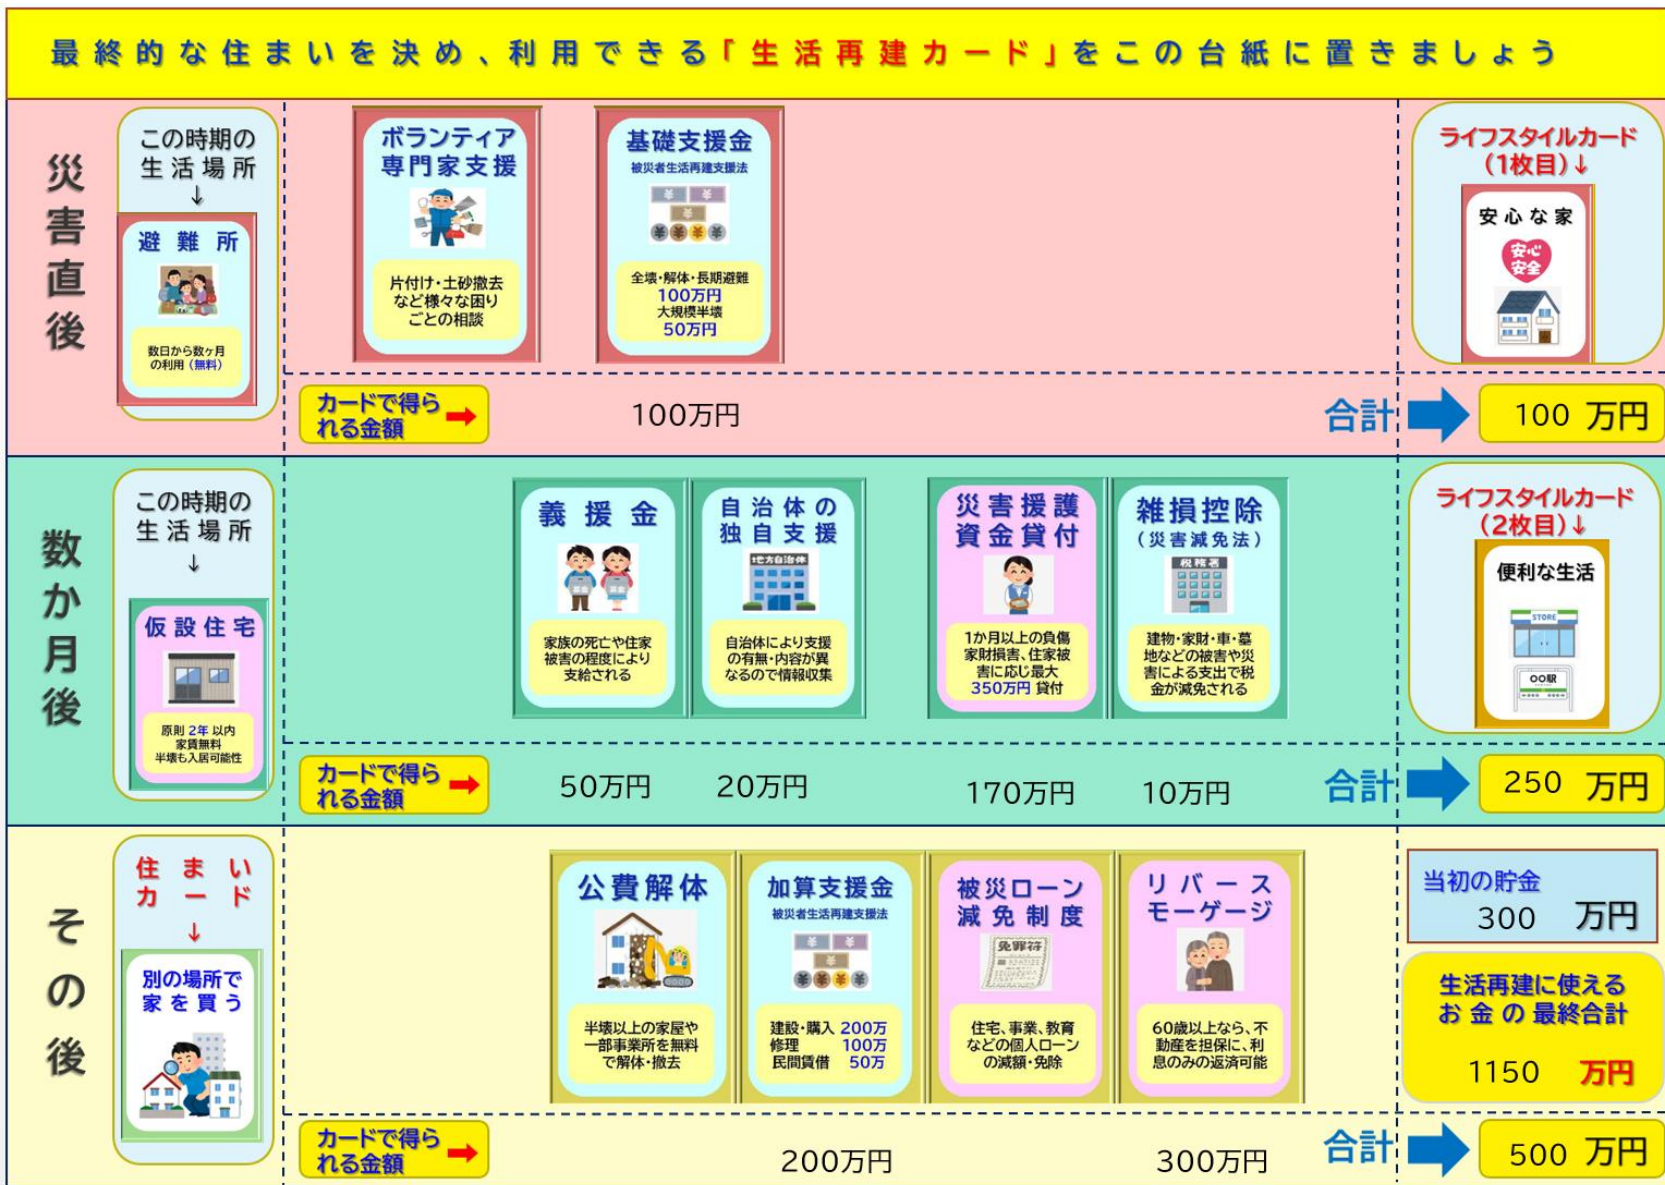 最終的な住まいを決め、利用できる「生活再建カード」をこの台紙に置きましょう
災害直後
この時期の
生活場所
↓
避難所
数日から数ヶ月
の利用（無料）
ボランティア
専門家支援
片付け・土砂撤去
など様々な困り
ごとの相談
基礎支援金
被災者生活再建支援法
全壊・解体・長期避難
100万円
大規模半壊
50万円
ライフスタイルカード
（1枚目）↓
安心な家
安心
安全
カードで得ら
れる金額
100万円
合計
100 万円
数か月後
この時期の
生活場所
↓
仮設住宅
原則 2年 以内
家賃無料
半壊も入居可能性
義援金
家族の死亡や住家
被害の程度により
支給される
自治体の
独自支援
地方自治体
自治体により支援
の有無・内容が異
なるので情報収集
災害援護
資金貸付
1か月以上の負傷
家財損害、住家被
害に応じ最大
350万円 貸付
雑損控除
（災害減免法）
税務署
建物・家財・車・墓
地などの被害や災
害による支出で税
金が減免される
ライフスタイルカード
（2枚目）↓
便利な生活
STORE
〇〇駅
カードで得ら
れる金額
50万円
20万円
170万円
10万円
合計
250 万円
その後
住まい
カード
↓
別の場所で
家を買う
公費解体
半壊以上の家屋や
一部事業所を無料
で解体・撤去
加算支援金
被災者生活再建支援法
建設・購入 200万
修理 100万
民間賃借 50万
被災ローン
減免制度
免罪符
住宅、事業、教育
などの個人ローン
の減額・免除
リバース
モーゲージ
60歳以上なら、不
動産を担保に、利
息のみの返済可能
当初の貯金
300 万円
生活再建に使える
お金の最終合計
1150 万円
カードで得ら
れる金額
200万円
300万円
合計
500 万円